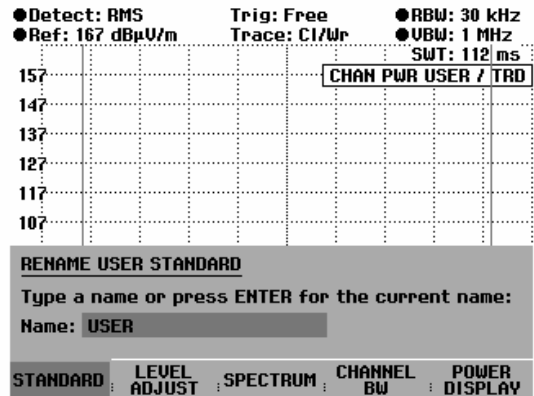 Detect: RMS Trig: Free RBW: 30 kHz
Ref: 167 dBµV/m Trace: Cl/Wr VBW: 1 MHz
SWT: 112 ms
157 CHAN PWR USER / TRD
147
137
127
117
107
RENAME USER STANDARD
Type a name or press ENTER for the current name:
Name: USER
STANDARD LEVEL ADJUST SPECTRUM CHANNEL BW POWER DISPLAY